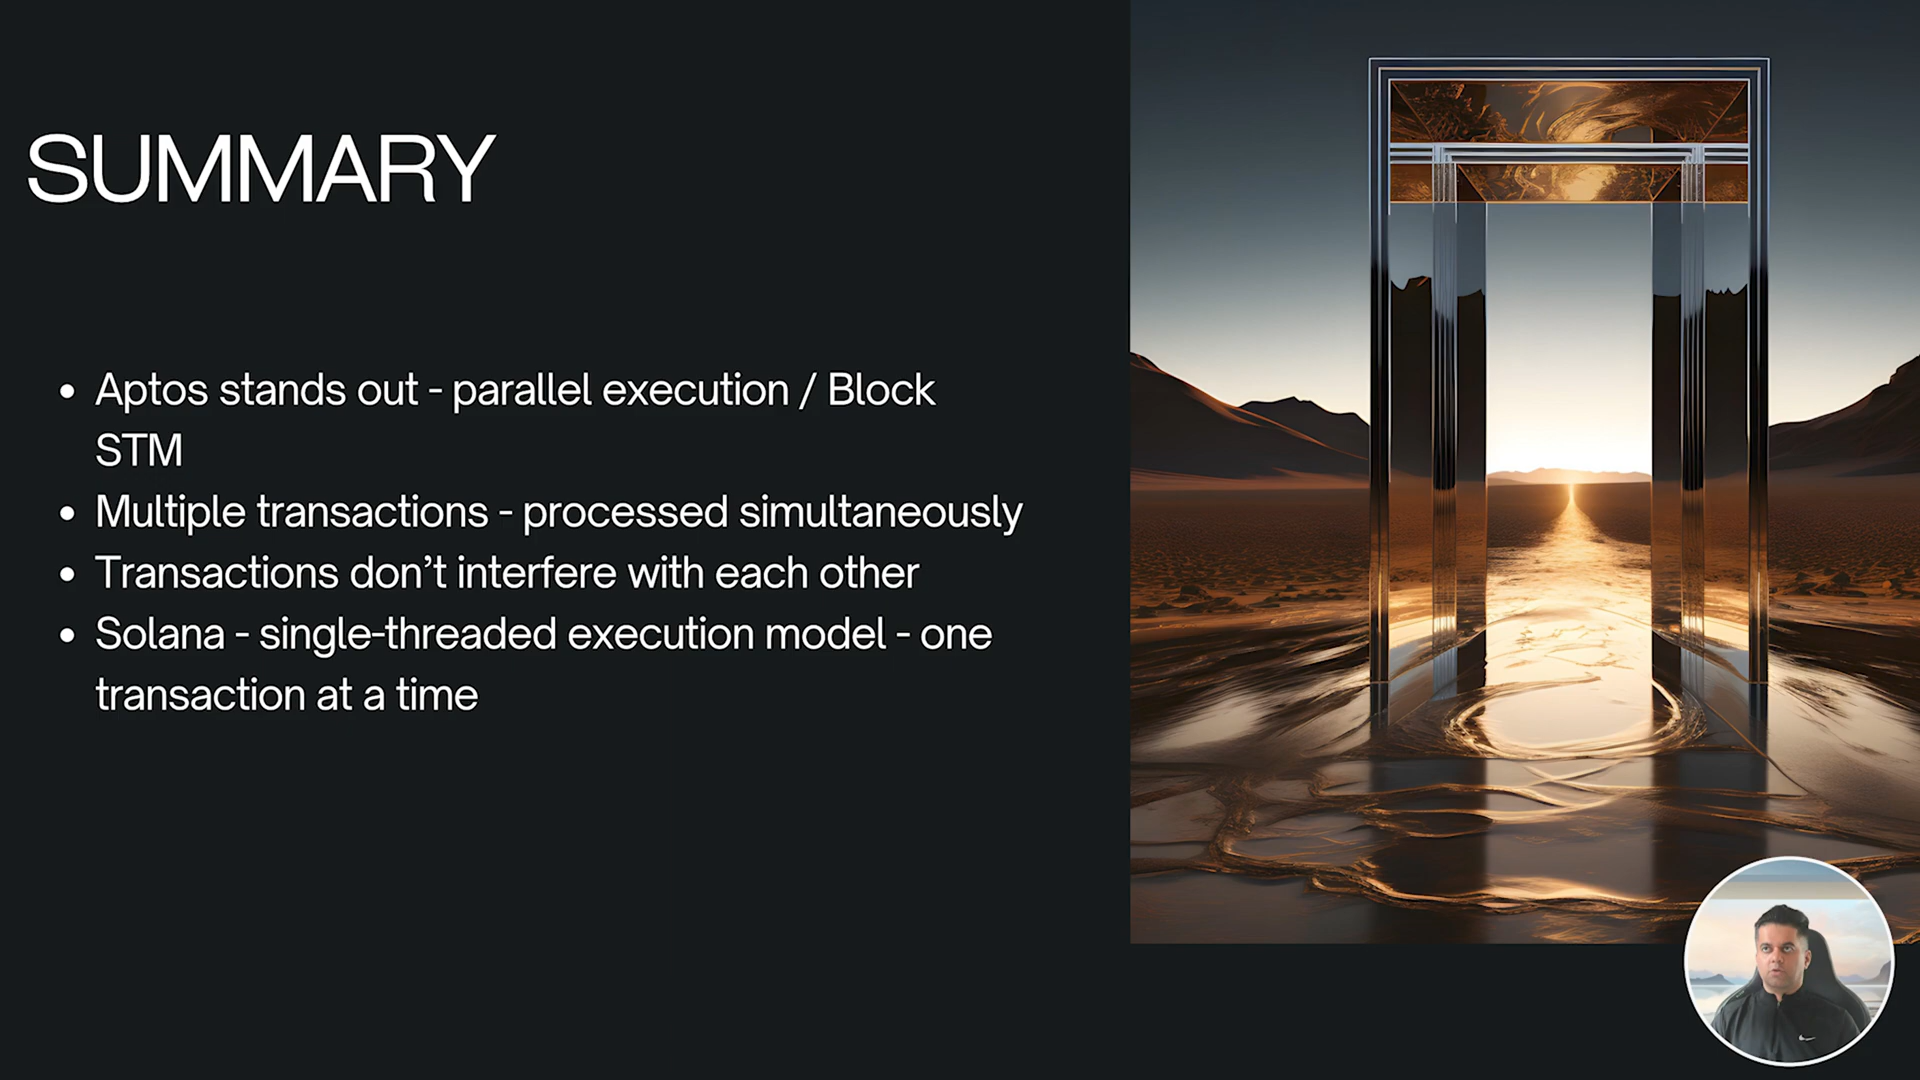 SUMMARY
• Aptos stands out - parallel execution / Block
STM
• Multiple transactions - processed simultaneously
• Transactions don’t interfere with each other
• Solana - single-threaded execution model - one
transaction at a time